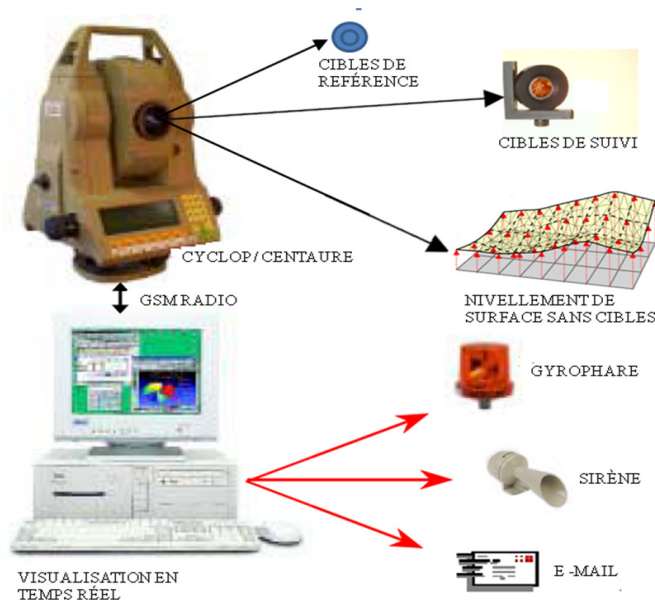 CIBLES DE
REFÉRENCE
CIBLES DE SUIVI
CYCLOP / CENTAURE
GSM RADIO
NIVELLEMENT DE
SURFACE SANS CIBLES
GYROPHARE
SIRÈNE
E -MAIL
VISUALISATION EN
TEMPS RÉEL